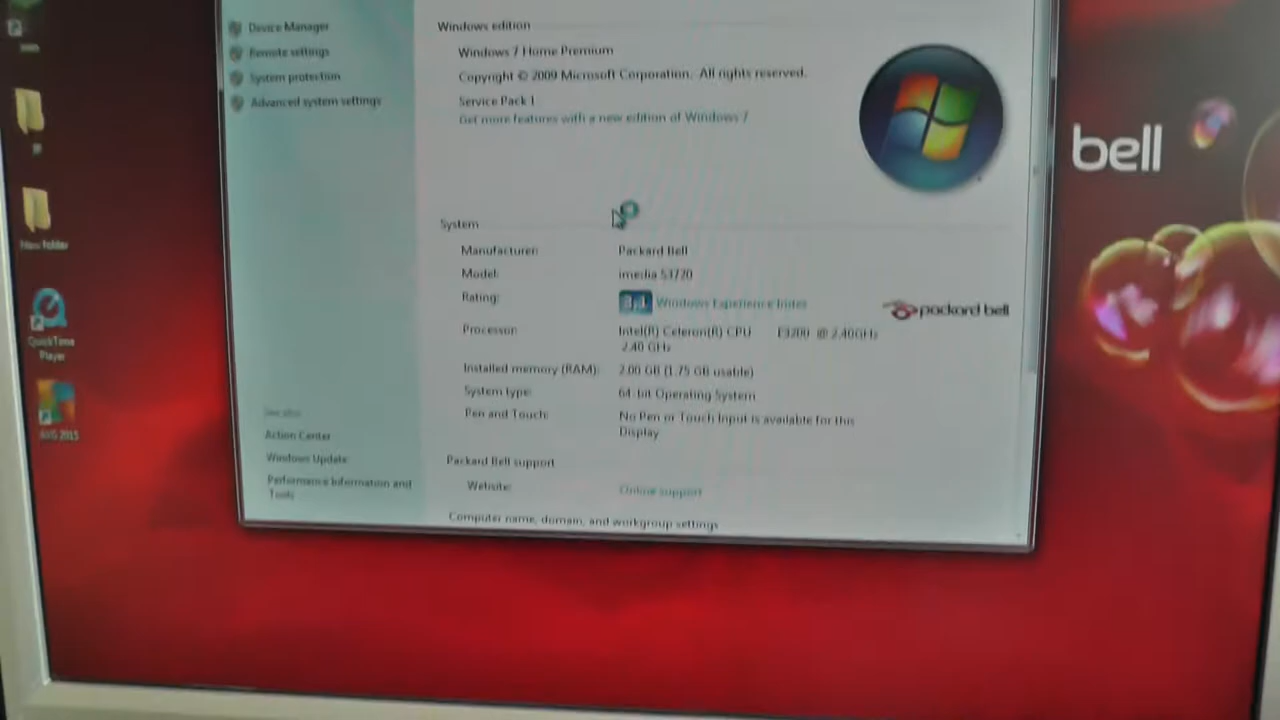 Device Manager
Remote settings
System protection
Advanced system settings
Windows edition
Windows 7 Home Premium
Copyright © 2009 Microsoft Corporation. All rights reserved.
Service Pack 1
Get more features with a new edition of Windows 7
bell
System
Manufacturer: Packard Bell
Model: imedia S3720
Rating: Windows Experience Index
packard bell
Processor: Intel(R) Celeron(R) CPU E3200 @ 2.40GHz
2.40 GHz
Installed memory (RAM): 2.00 GB (1.75 GB usable)
System type: 64-bit Operating System
Pen and Touch: No Pen or Touch Input is available for this
Display
Packard Bell support
Website: Online support
Computer name, domain, and workgroup settings
See also
Action Center
Windows Update
Performance Information and
Tools
New folder
QuickTime
Player
AVG 2015